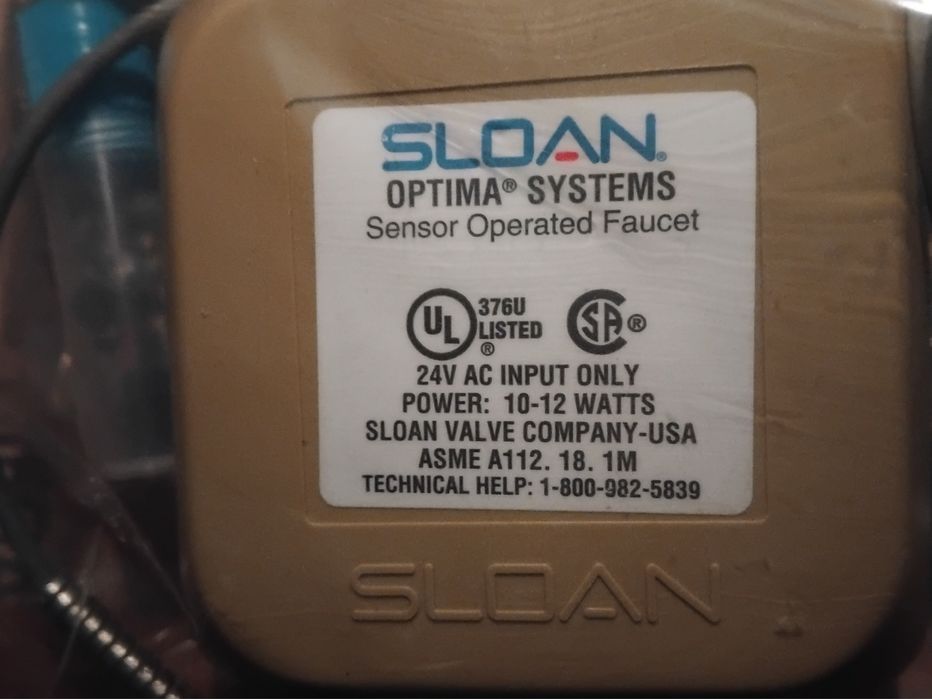 SLOAN®
OPTIMA® SYSTEMS
Sensor Operated Faucet
UL 376U
LISTED
®
SA ®
24V AC INPUT ONLY
POWER: 10-12 WATTS
SLOAN VALVE COMPANY-USA
ASME A112. 18. 1M
TECHNICAL HELP: 1-800-982-5839
SLOAN